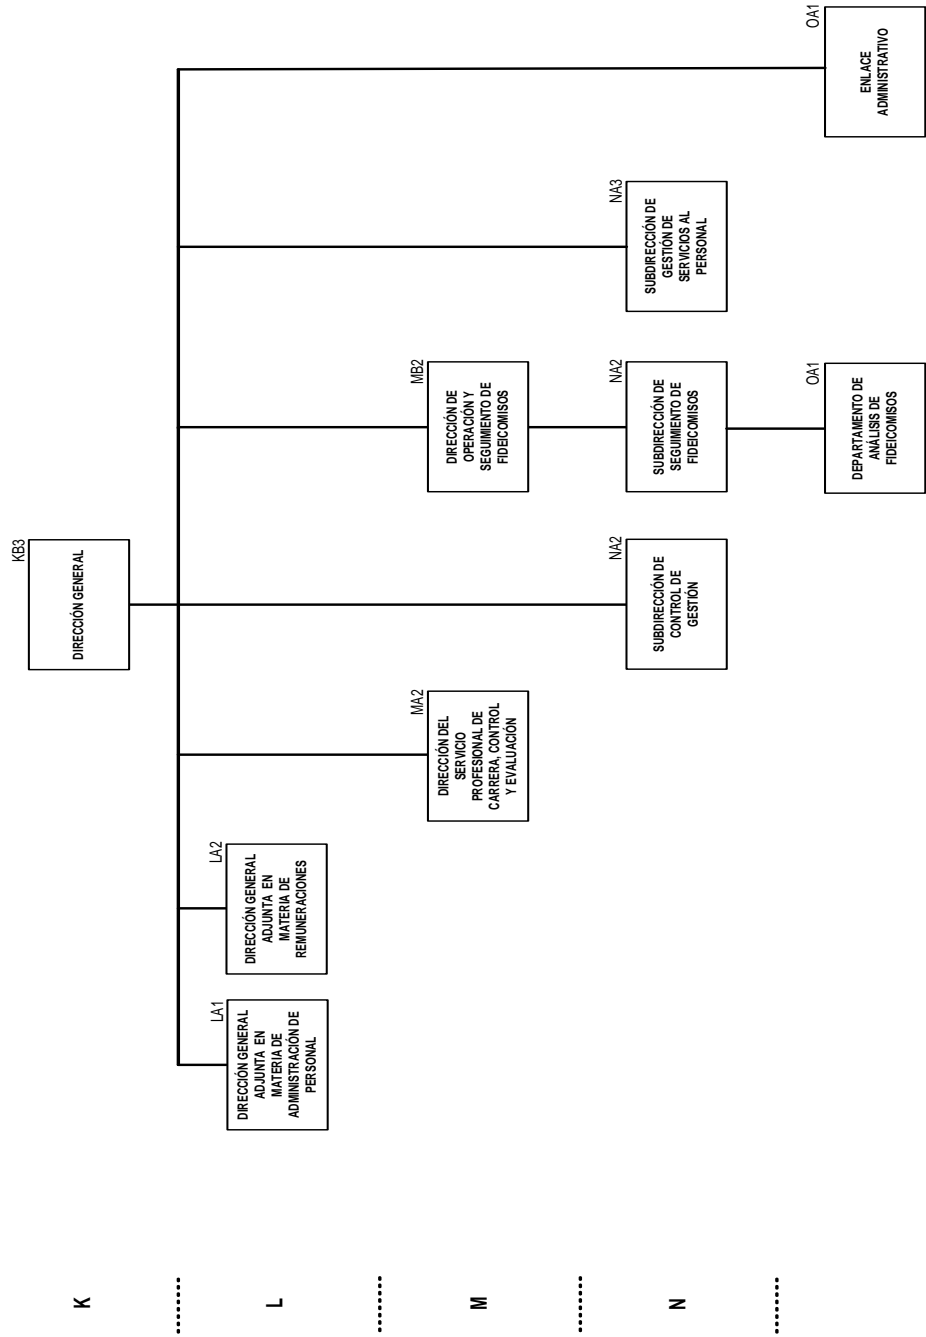 K
L
M
N
KB3
DIRECCIÓN GENERAL
LA1
DIRECCIÓN GENERAL
ADJUNTA EN
MATERIA DE
ADMINISTRACIÓN DE
PERSONAL
LA2
DIRECCIÓN GENERAL
ADJUNTA EN
MATERIA DE
REMUNERACIONES
MA2
DIRECCIÓN DEL
SERVICIO
PROFESIONAL DE
CARRERA, CONTROL
Y EVALUACIÓN
MB2
DIRECCIÓN DE
OPERACIÓN Y
SEGUIMIENTO DE
FIDEICOMISOS
NA2
SUBDIRECCIÓN DE
CONTROL DE
GESTIÓN
NA2
SUBDIRECCIÓN DE
SEGUIMIENTO DE
FIDEICOMISOS
NA3
SUBDIRECCIÓN DE
GESTIÓN DE
SERVICIOS AL
PERSONAL
OA1
DEPARTAMENTO DE
ANÁLISIS DE
FIDEICOMISOS
OA1
ENLACE
ADMINISTRATIVO